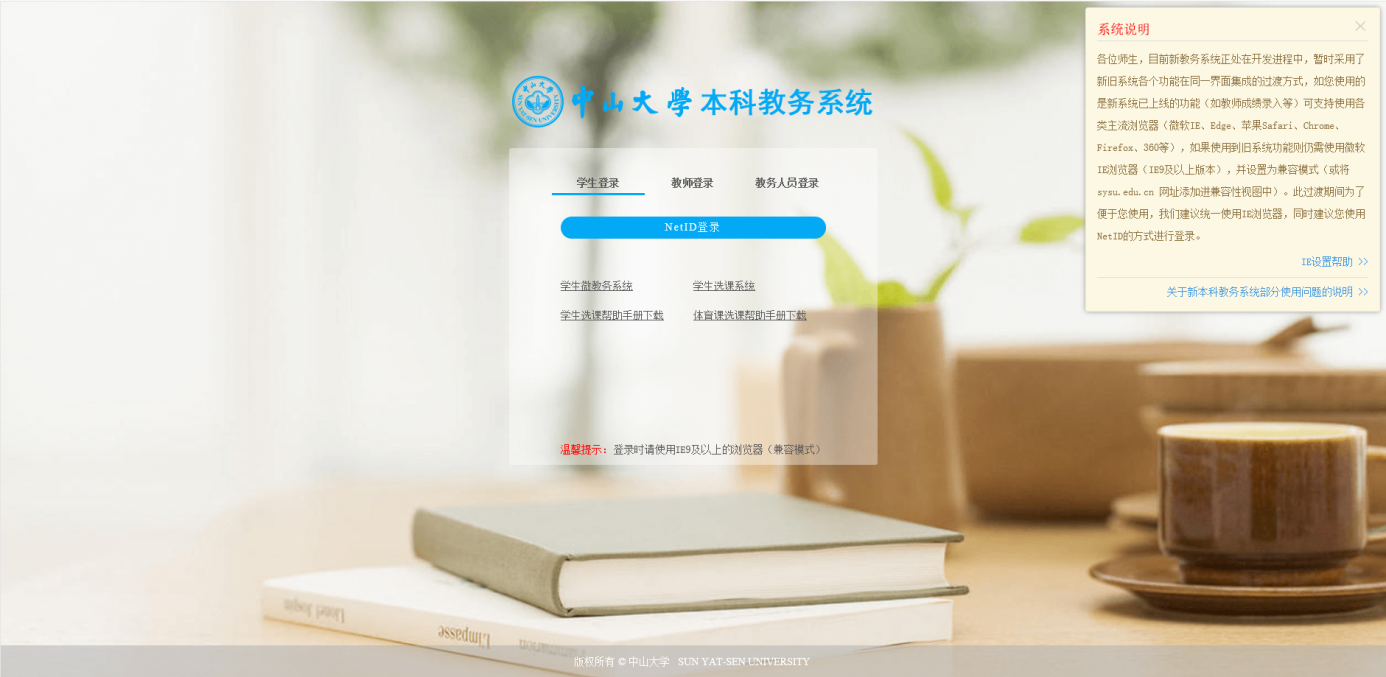 中山大學 本科教务系统
SUN YAT-SEN UNIVERSITY
学生登录 教师登录 教务人员登录
NetID登录
学生微教务系统 学生选课系统
学生选课帮助手册下载 体育课选课帮助手册下载
温馨提示: 登录时请使用IE9及以上的浏览器（兼容模式）
系统说明
各位师生，目前新教务系统正处在开发进程中，暂时采用了
新旧系统各个功能在同一界面集成的过渡方式，如您使用的
是新系统已上线的功能（如教师成绩录入等）可支持使用各
类主流浏览器（微软IE、Edge、苹果Safari、Chrome、
Firefox、360等），如果使用到旧系统功能则仍需使用微软
IE浏览器（IE9及以上版本），并设置为兼容模式（或将
sysu.edu.cn 网址添加进兼容性视图中）。此过渡期间为了
便于您使用，我们建议统一使用IE浏览器，同时建议您使用
NetID的方式进行登录。
IE设置帮助 >>
关于新本科教务系统部分使用问题的说明 >>
Lionel Jospin
L'impasse
Flammarion
版权所有 © 中山大学 SUN YAT-SEN UNIVERSITY